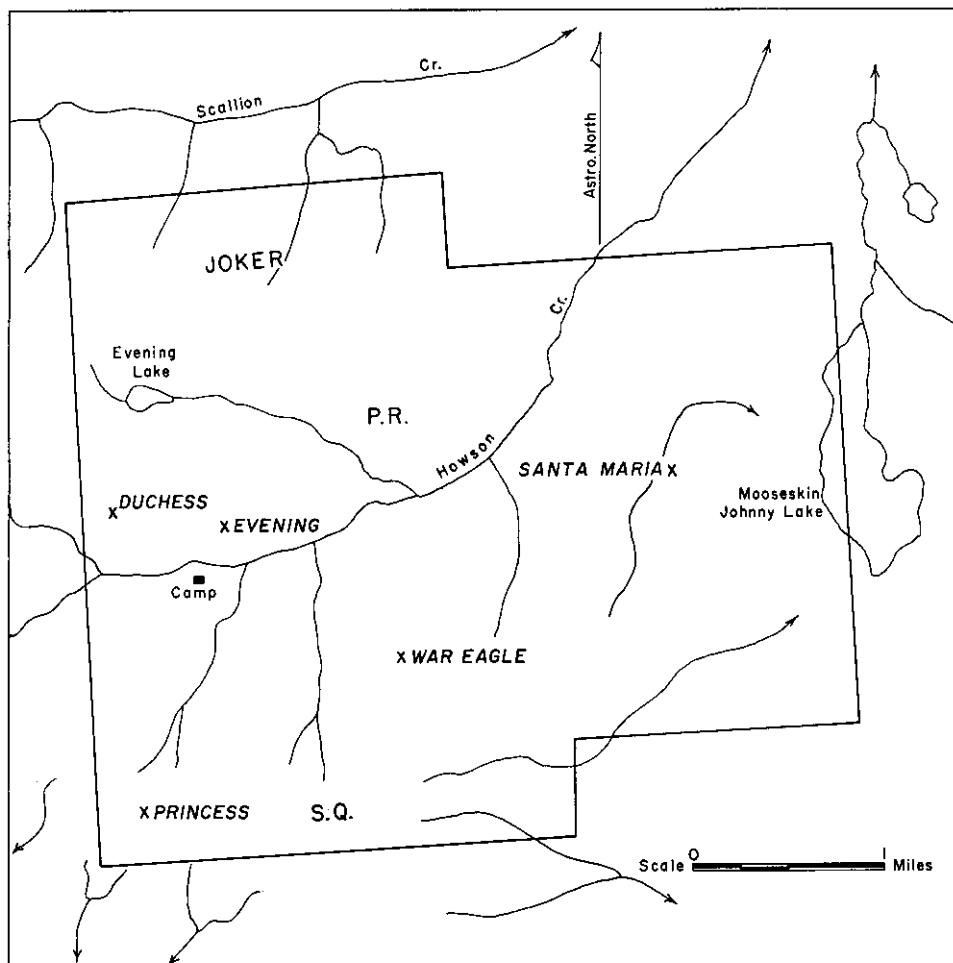 Scallion Cr.
Astro. North
JOKER
Cr.
Evening
Lake
P.R.
Howson
SANTA MARIA x
Mooseskin
Johnny Lake
x DUCHESS
x EVENING
Camp
x WAR EAGLE
x PRINCESS
S.Q.
0 1
Scale Miles